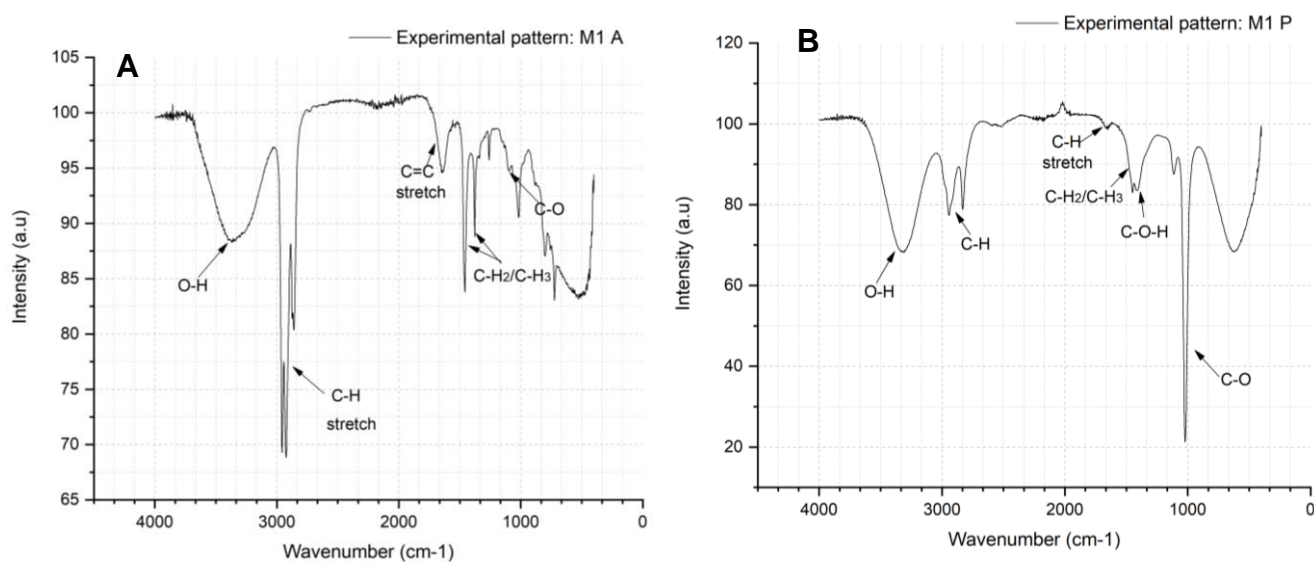 A
Experimental pattern: M1 A
105
100
95
90
85
80
75
70
65
Intensity (a.u)
O-H
C-H
stretch
C=C
stretch
C-O
C-H2/C-H3
4000
3000
2000
1000
0
Wavenumber (cm-1)
B
Experimental pattern: M1 P
120
100
80
60
40
20
Intensity (a.u)
O-H
C-H
C-H
stretch
C-H2/C-H3
C-O-H
C-O
4000
3000
2000
1000
0
Wavenumber (cm-1)